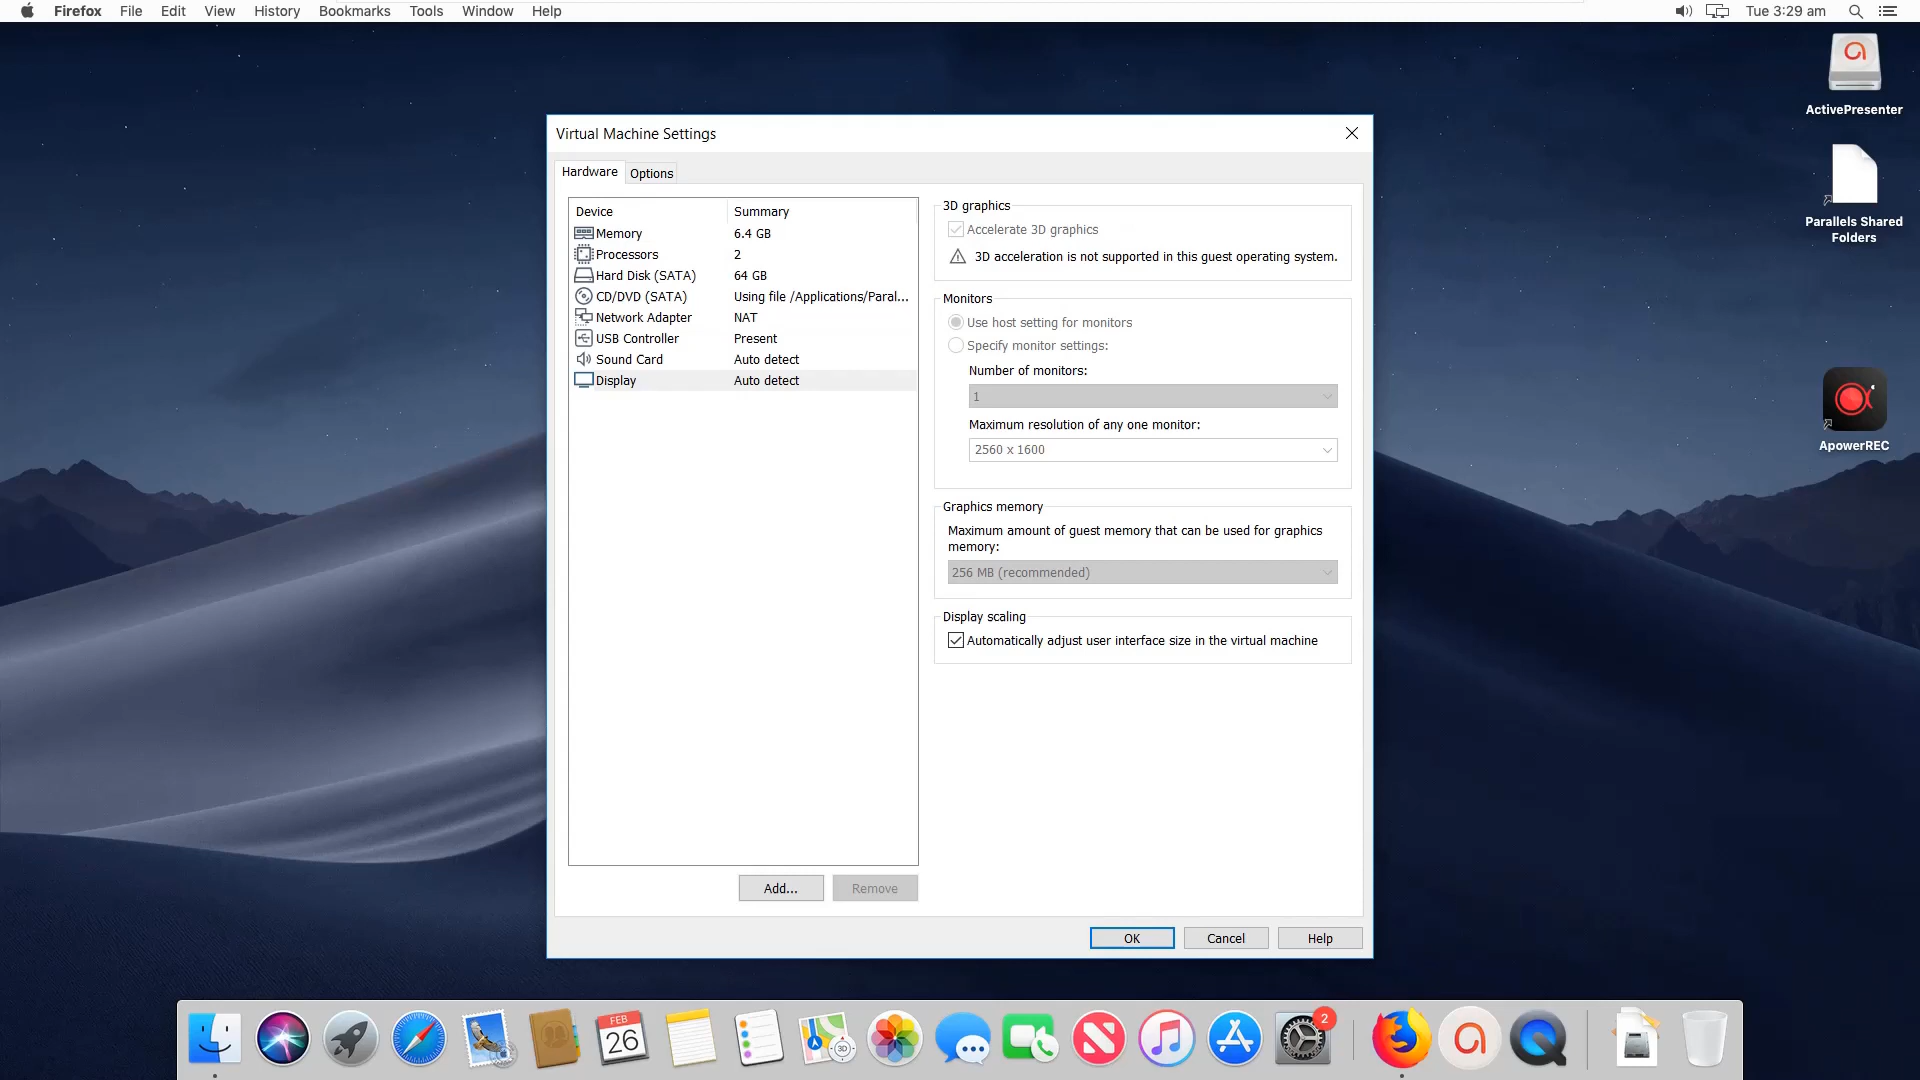 Firefox File Edit View History Bookmarks Tools Window Help
Tue 3:29 am
ActivePresenter
Parallels Shared
Folders
ApowerREC
Virtual Machine Settings
Hardware
Options
Device Summary
Memory 6.4 GB
Processors 2
Hard Disk (SATA) 64 GB
CD/DVD (SATA) Using file /Applications/Paral...
Network Adapter NAT
USB Controller Present
Sound Card Auto detect
Display Auto detect
Add...
Remove
3D graphics
Accelerate 3D graphics
3D acceleration is not supported in this guest operating system.
Monitors
Use host setting for monitors
Specify monitor settings:
Number of monitors:
1
Maximum resolution of any one monitor:
2560 x 1600
Graphics memory
Maximum amount of guest memory that can be used for graphics
memory:
256 MB (recommended)
Display scaling
Automatically adjust user interface size in the virtual machine
OK
Cancel
Help
FEB
26
3D
2